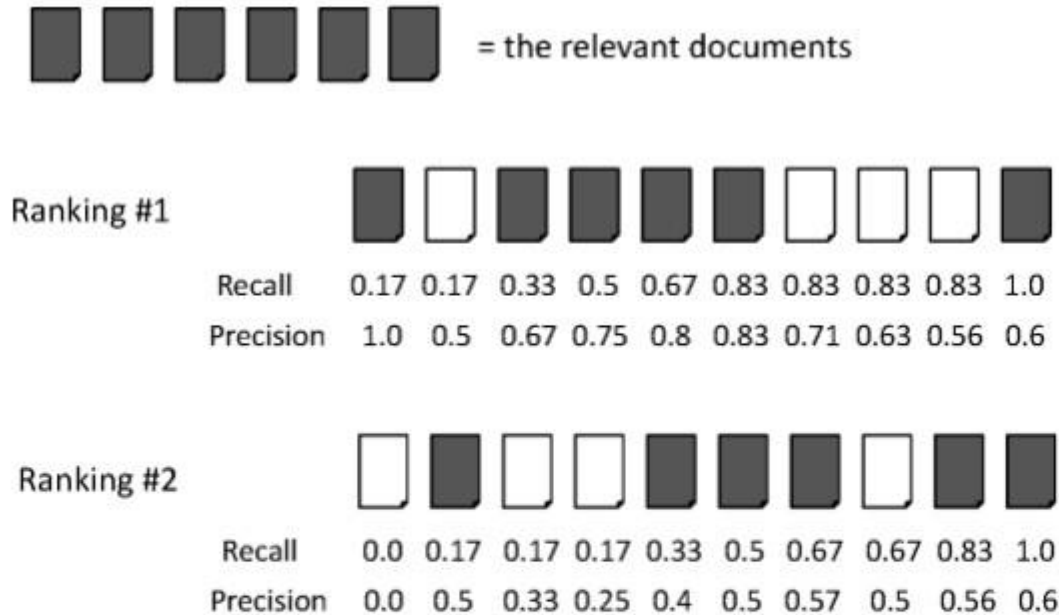 = the relevant documents
Ranking #1
Recall 0.17 0.17 0.33 0.5 0.67 0.83 0.83 0.83 0.83 1.0
Precision 1.0 0.5 0.67 0.75 0.8 0.83 0.71 0.63 0.56 0.6
Ranking #2
Recall 0.0 0.17 0.17 0.17 0.33 0.5 0.67 0.67 0.83 1.0
Precision 0.0 0.5 0.33 0.25 0.4 0.5 0.57 0.5 0.56 0.6